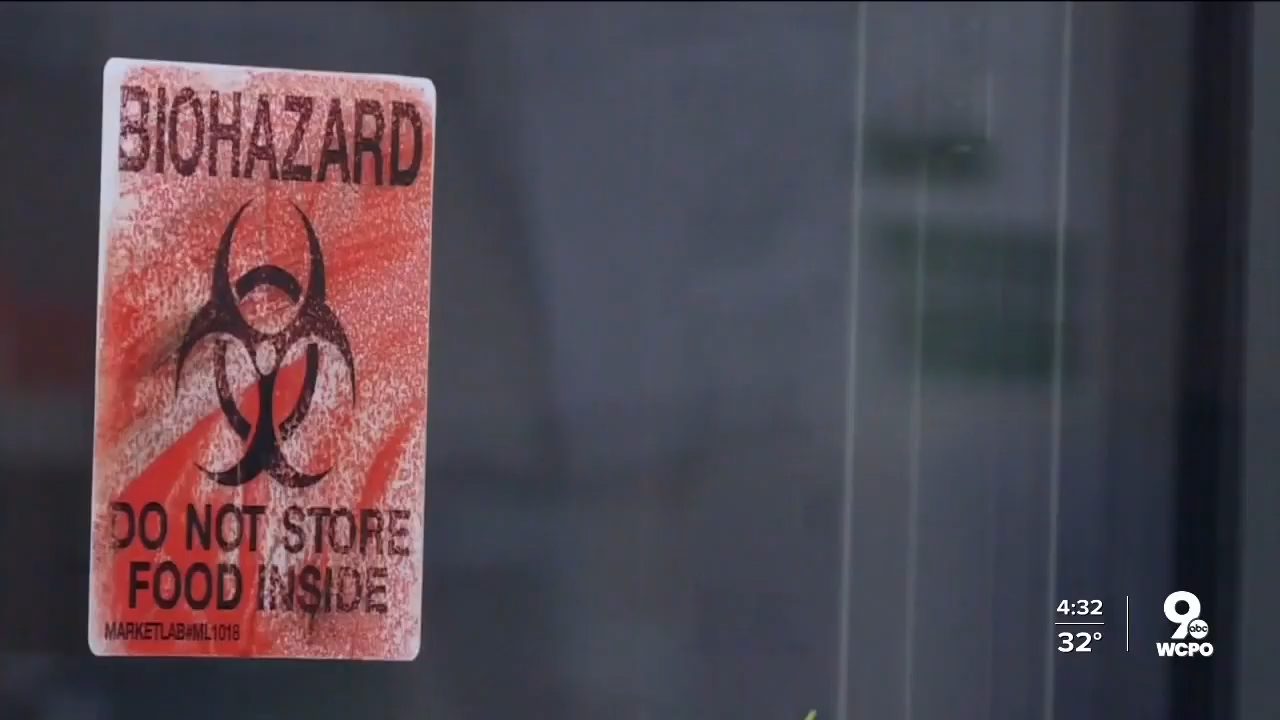 BIOHAZARD
DO NOT STORE
FOOD INSIDE
MARKETLAB#ML1018
4:32
32°
9
abc
WCPO